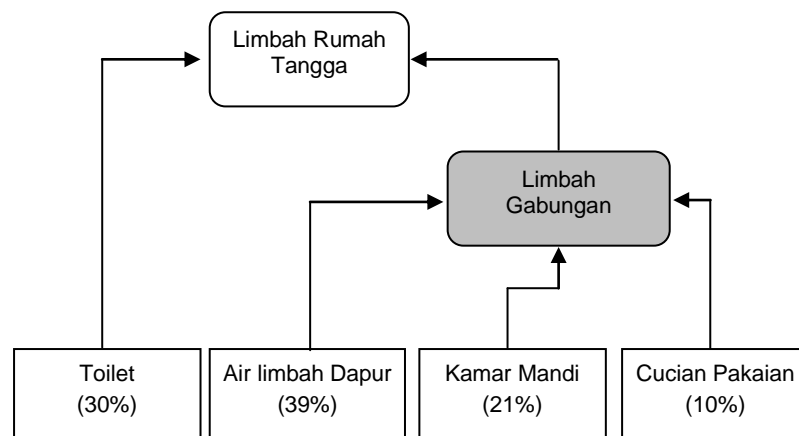 Limbah Rumah
Tangga
Limbah
Gabungan
Toilet
(30%)
Air limbah Dapur
(39%)
Kamar Mandi
(21%)
Cucian Pakaian
(10%)